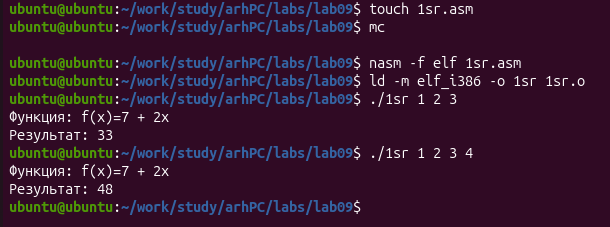 ubuntu@ubuntu:~/work/study/arhPC/labs/lab09$ touch 1sr.asm
ubuntu@ubuntu:~/work/study/arhPC/labs/lab09$ mc
ubuntu@ubuntu:~/work/study/arhPC/labs/lab09$ nasm -f elf 1sr.asm
ubuntu@ubuntu:~/work/study/arhPC/labs/lab09$ ld -m elf_i386 -o 1sr 1sr.o
ubuntu@ubuntu:~/work/study/arhPC/labs/lab09$ ./1sr 1 2 3
Функция: f(x)=7 + 2x
Результат: 33
ubuntu@ubuntu:~/work/study/arhPC/labs/lab09$ ./1sr 1 2 3 4
Функция: f(x)=7 + 2x
Результат: 48
ubuntu@ubuntu:~/work/study/arhPC/labs/lab09$